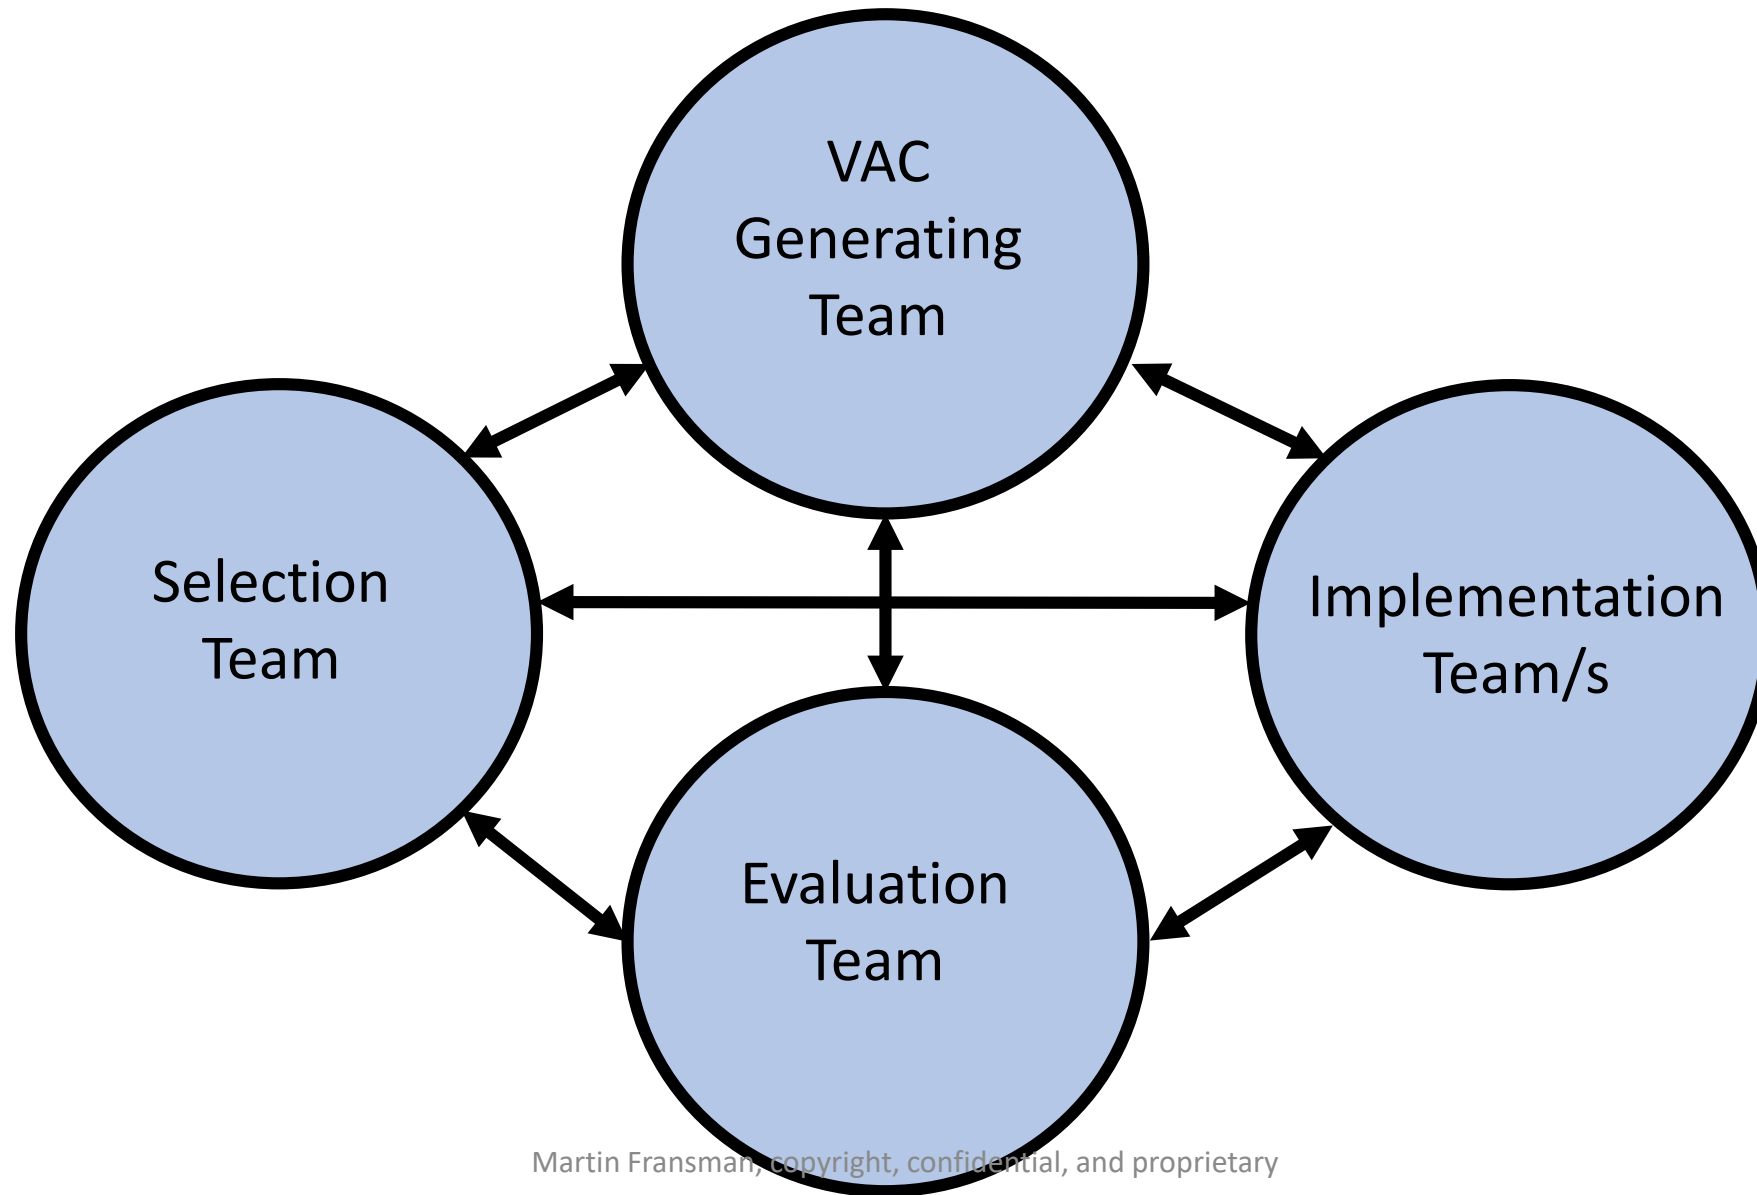 VAC
Generating
Team
Selection
Team
Implementation
Team/s
Evaluation
Team
Martin Fransman, copyright, confidential, and proprietary